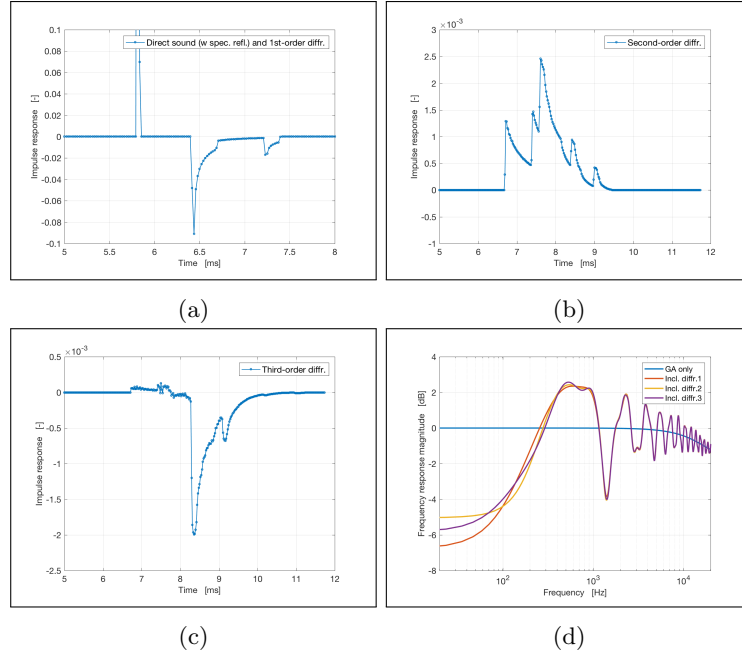 0.1
0.08
0.06
0.04
0.02
0
-0.02
-0.04
-0.06
-0.08
-0.1
Impulse response [-]
Direct sound (w spec. refl.) and 1st-order diffr.
5 5.5 6 6.5 7 7.5 8
Time [ms]
(a)
×10⁻³
3
2.5
2
1.5
1
0.5
0
-0.5
-1
Impulse response [-]
Second-order diffr.
5 6 7 8 9 10 11 12
Time [ms]
(b)
×10⁻³
0.5
0
-0.5
-1
-1.5
-2
-2.5
Impulse response [-]
Third-order diffr.
5 6 7 8 9 10 11 12
Time [ms]
(c)
4
2
0
-2
-4
-6
-8
Frequency response magnitude [dB]
GA only
Incl. diffr.1
Incl. diffr.2
Incl. diffr.3
10² 10³ 10⁴
Frequency [Hz]
(d)